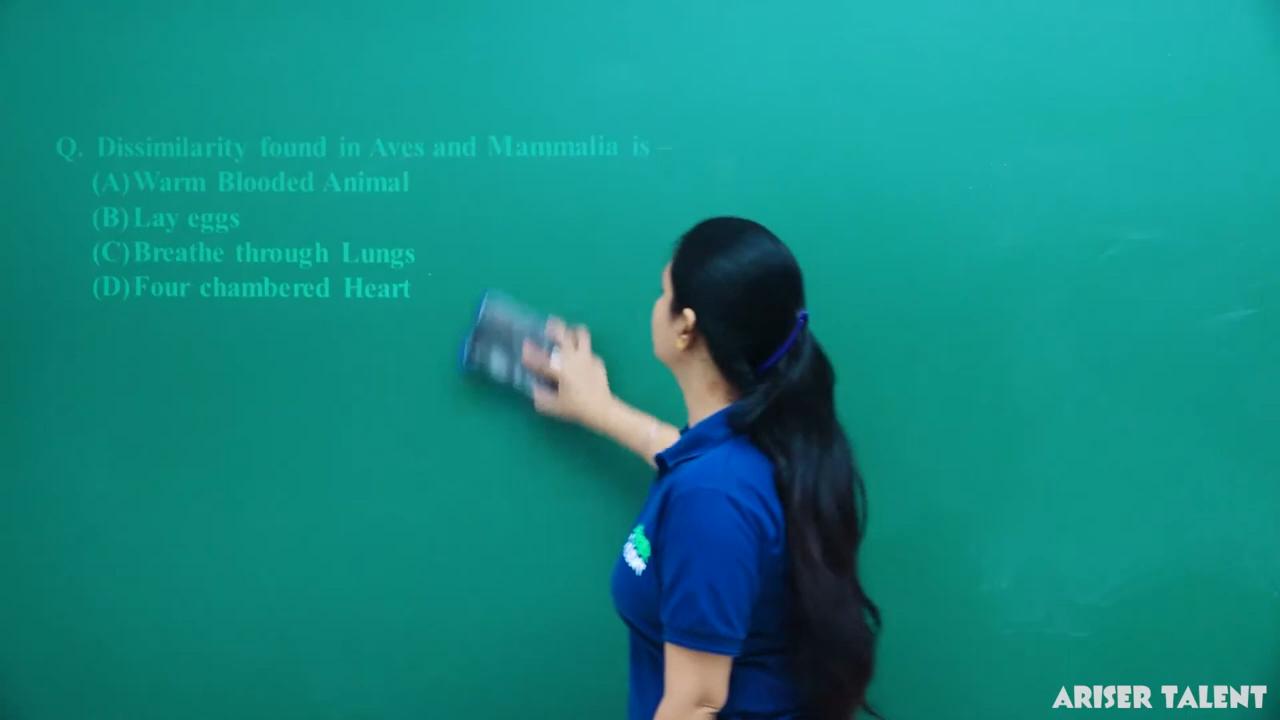 Q. Dissimilarity found in Aves and Mammalia is –
(A) Warm Blooded Animal
(B) Lay eggs
(C) Breathe through Lungs
(D) Four chambered Heart
ARISER TALENT